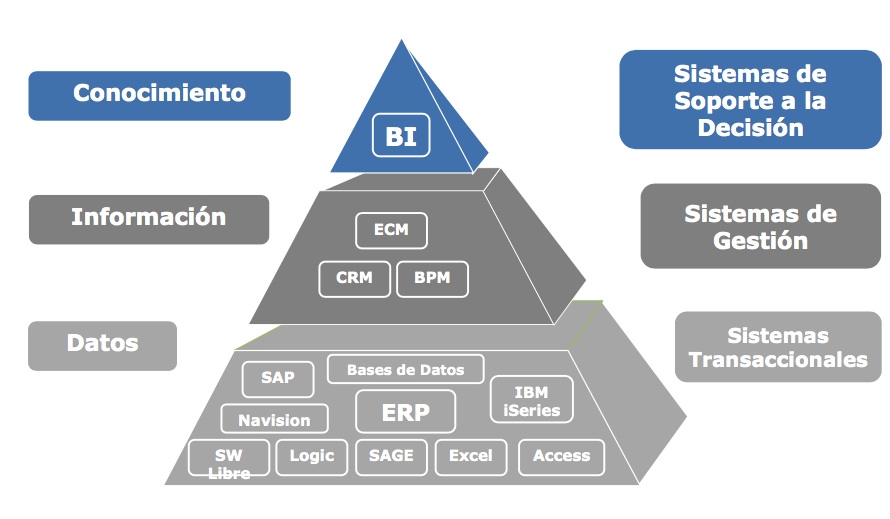 Conocimiento
BI
Sistemas de
Soporte a la
Decisión
Información
ECM
CRM
BPM
Sistemas de
Gestión
Datos
SAP
Bases de Datos
IBM
iSeries
Navision
ERP
SW
Libre
Logic
SAGE
Excel
Access
Sistemas
Transaccionales